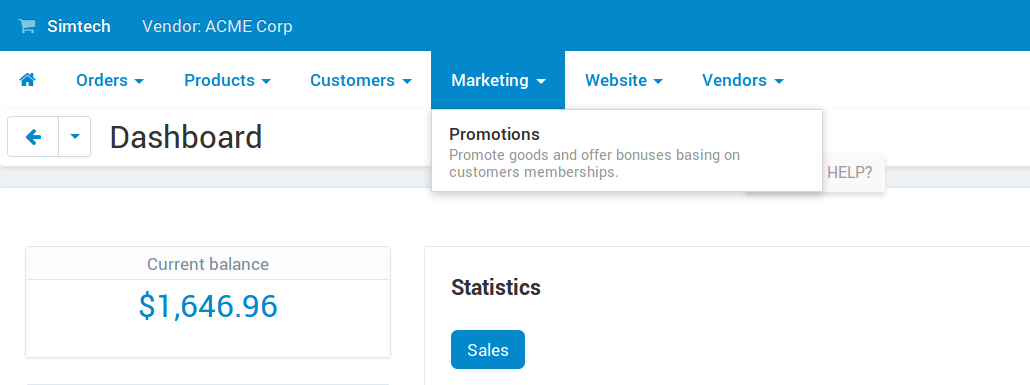 Simtech Vendor: ACME Corp
Orders Products Customers Marketing Website Vendors
Dashboard
Promotions
Promote goods and offer bonuses basing on
customers memberships.
HELP?
Current balance
$1,646.96
Statistics
Sales